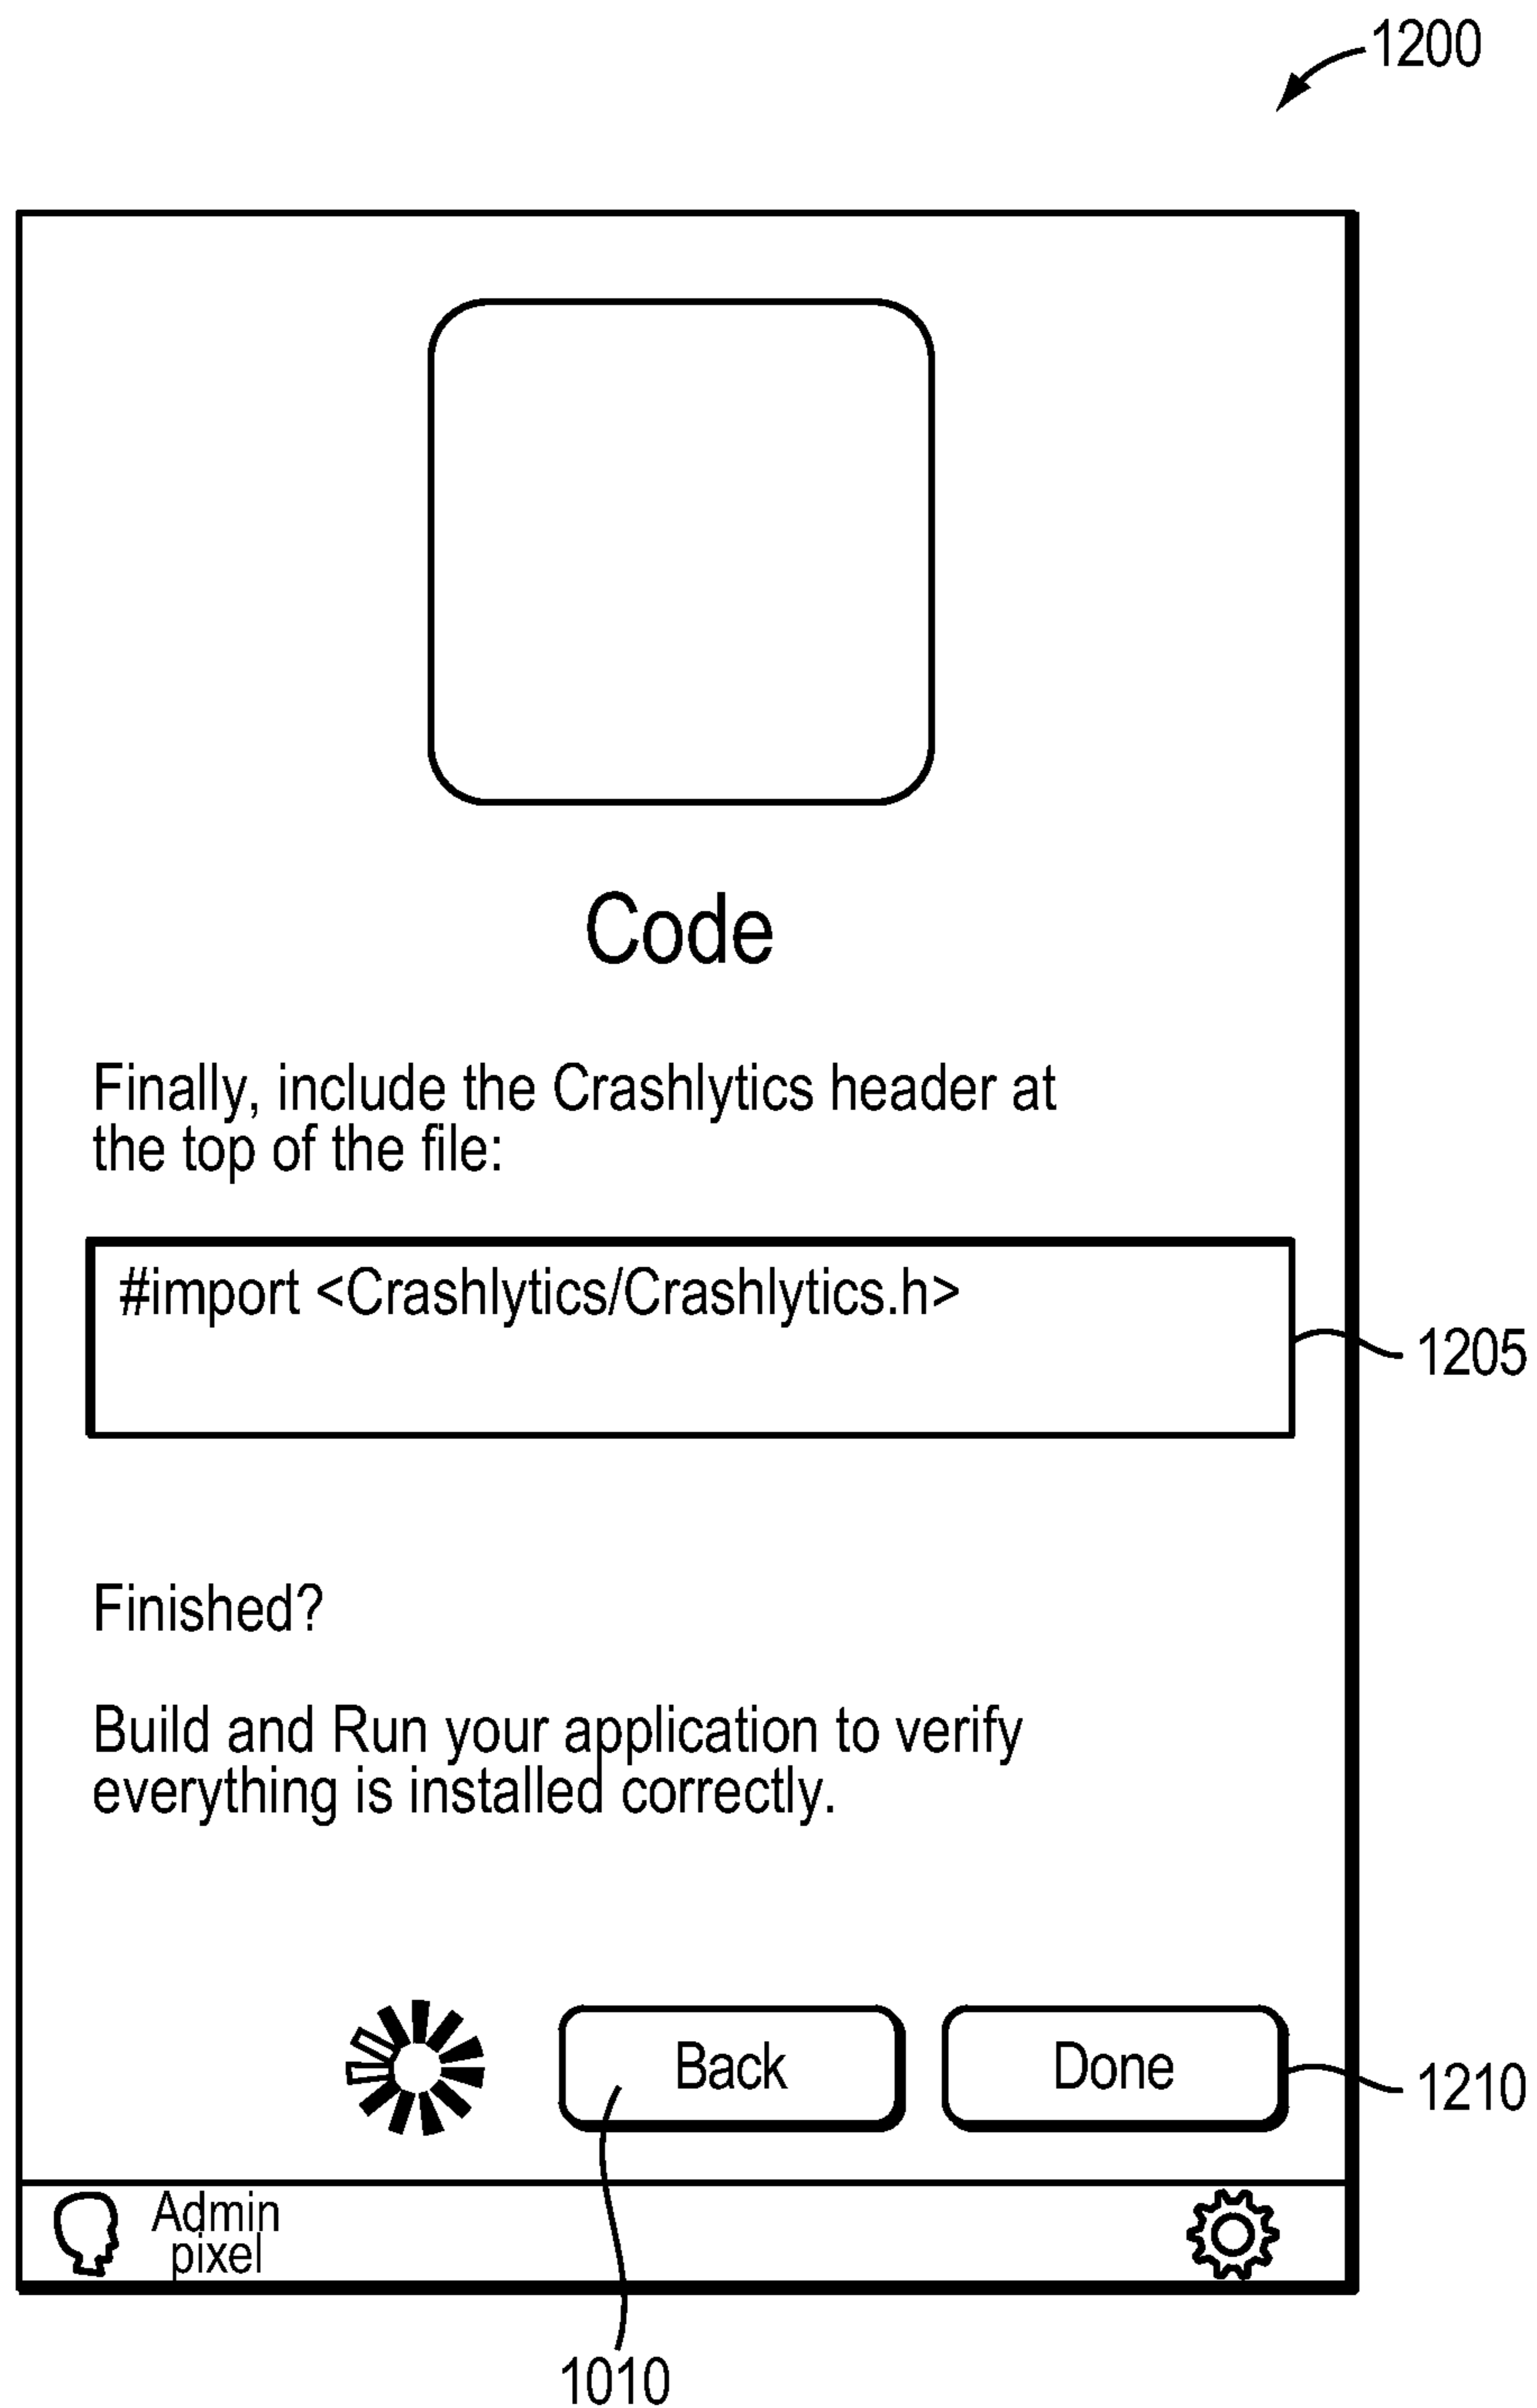 1200
Code
Finally, include the Crashlytics header at
the top of the file:
#import <Crashlytics/Crashlytics.h>
1205
Finished?
Build and Run your application to verify
everything is installed correctly.
Back
Done
1210
Admin
pixel
1010